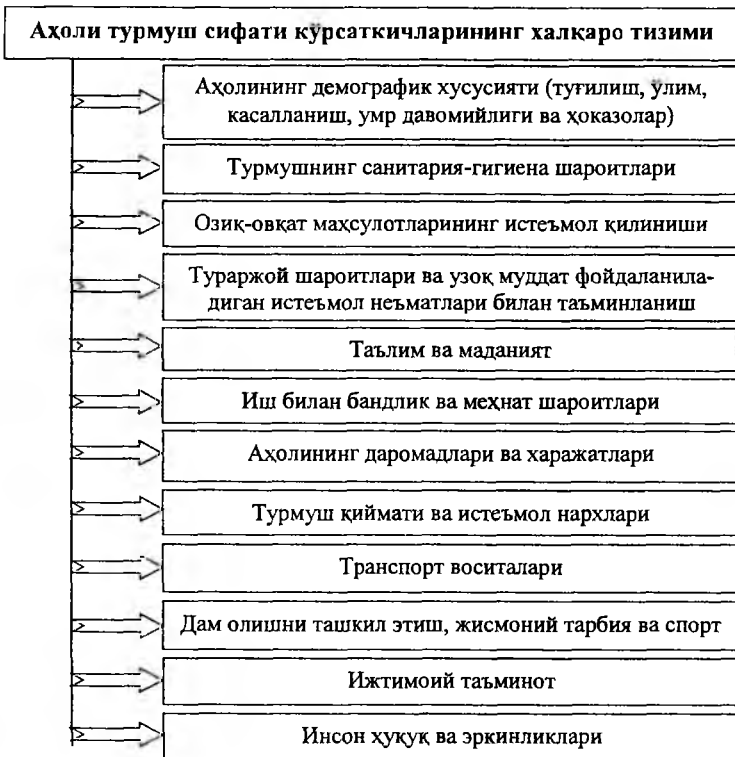 Аҳоли турмуш сифати кўрсаткичларининг халқаро тизими
Аҳолининг демографик хусусияти (туғилиш, ўлим,
касалланиш, умр давомийлиги ва ҳоказолар)
Турмушнинг санитария-гигиена шароитлари
Озиқ-овқат маҳсулотларининг истеъмол қилиниши
Тураржой шароитлари ва узоқ муддат фойдаланила-
диган истеъмол неъматлари билан таъминланиш
Таълим ва маданият
Иш билан бандлик ва меҳнат шароитлари
Аҳолининг даромадлари ва харажатлари
Турмуш қиймати ва истеъмол нархлари
Транспорт воситалари
Дам олишни ташкил этиш, жисмоний тарбия ва спорт
Ижтимоий таъминот
Инсон ҳуқуқ ва эркинликлари